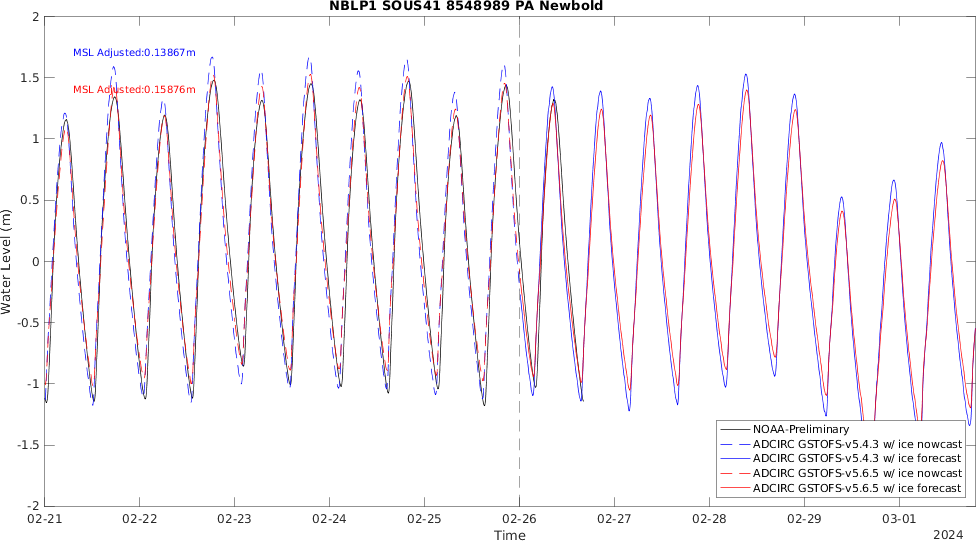 NBLP1 SOUS41 8548989 PA Newbold
2
1.5
1
0.5
0
-0.5
-1
-1.5
-2
Water Level (m)
MSL Adjusted:0.13867m
MSL Adjusted:0.15876m
NOAA-Preliminary
ADCIRC GSTOFS-v5.4.3 w/ ice nowcast
ADCIRC GSTOFS-v5.4.3 w/ ice forecast
ADCIRC GSTOFS-v5.6.5 w/ ice nowcast
ADCIRC GSTOFS-v5.6.5 w/ ice forecast
02-21 02-22 02-23 02-24 02-25 02-26 02-27 02-28 02-29 03-01
Time
2024